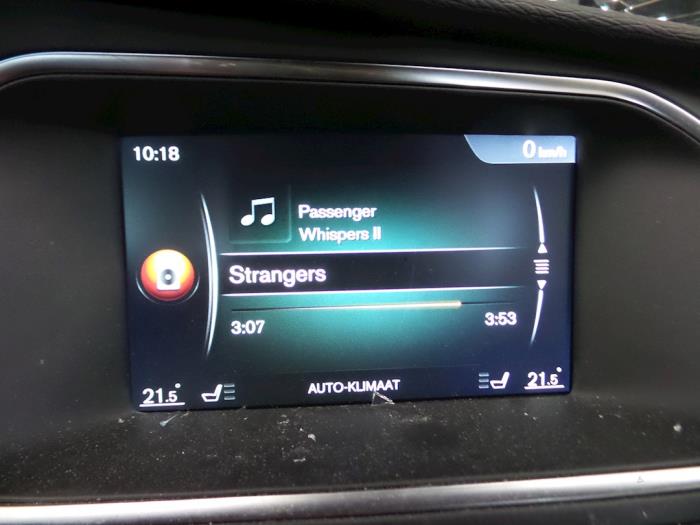 10:18
0 km/h
Passenger
Whispers II
Strangers
3:07
3:53
21.5°
AUTO-KLIMAAT
21.5°